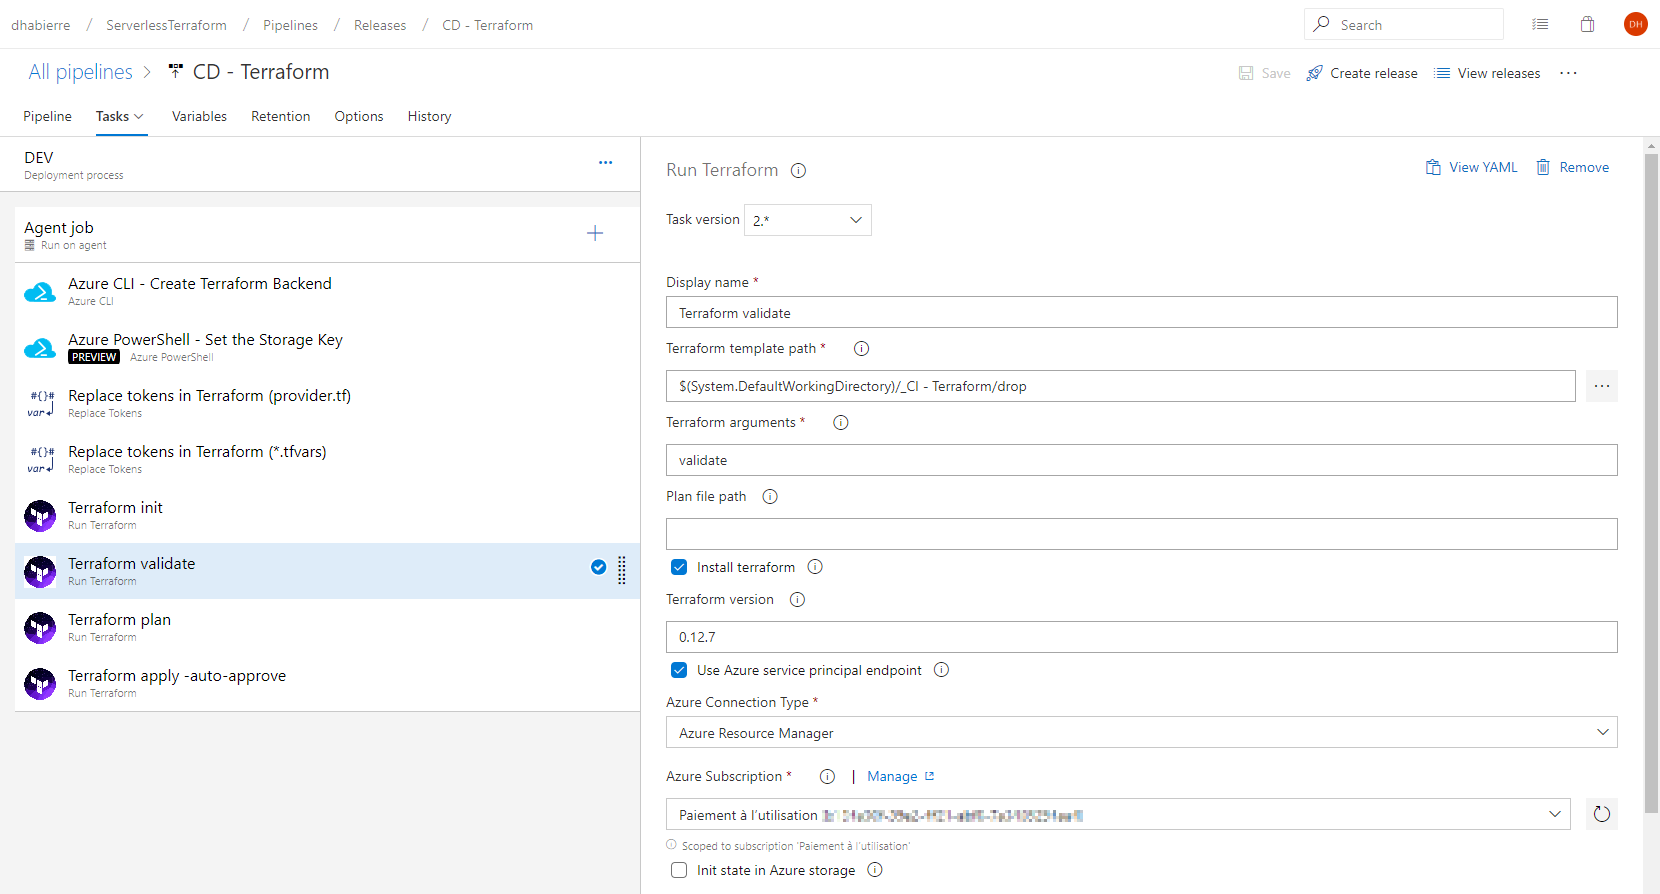 dhabierre / ServerlessTerraform / Pipelines / Releases / CD - Terraform
Search
DH
All pipelines > CD - Terraform
Save
Create release
View releases
...
Pipeline
Tasks
Variables
Retention
Options
History
DEV
Deployment process
...
Agent job
Run on agent
Azure CLI - Create Terraform Backend
Azure CLI
Azure PowerShell - Set the Storage Key
PREVIEW Azure PowerShell
#{}#
var
Replace tokens in Terraform (provider.tf)
Replace Tokens
#{}#
var
Replace tokens in Terraform (*.tfvars)
Replace Tokens
Terraform init
Run Terraform
Terraform validate
Run Terraform
Terraform plan
Run Terraform
Terraform apply -auto-approve
Run Terraform
Run Terraform
View YAML
Remove
Task version 2.*
Display name *
Terraform validate
Terraform template path *
$(System.DefaultWorkingDirectory)/_CI - Terraform/drop
...
Terraform arguments *
validate
Plan file path
Install terraform
Terraform version
0.12.7
Use Azure service principal endpoint
Azure Connection Type *
Azure Resource Manager
Azure Subscription * | Manage
Paiement à l'utilisation
Scoped to subscription 'Paiement à l'utilisation'
Init state in Azure storage